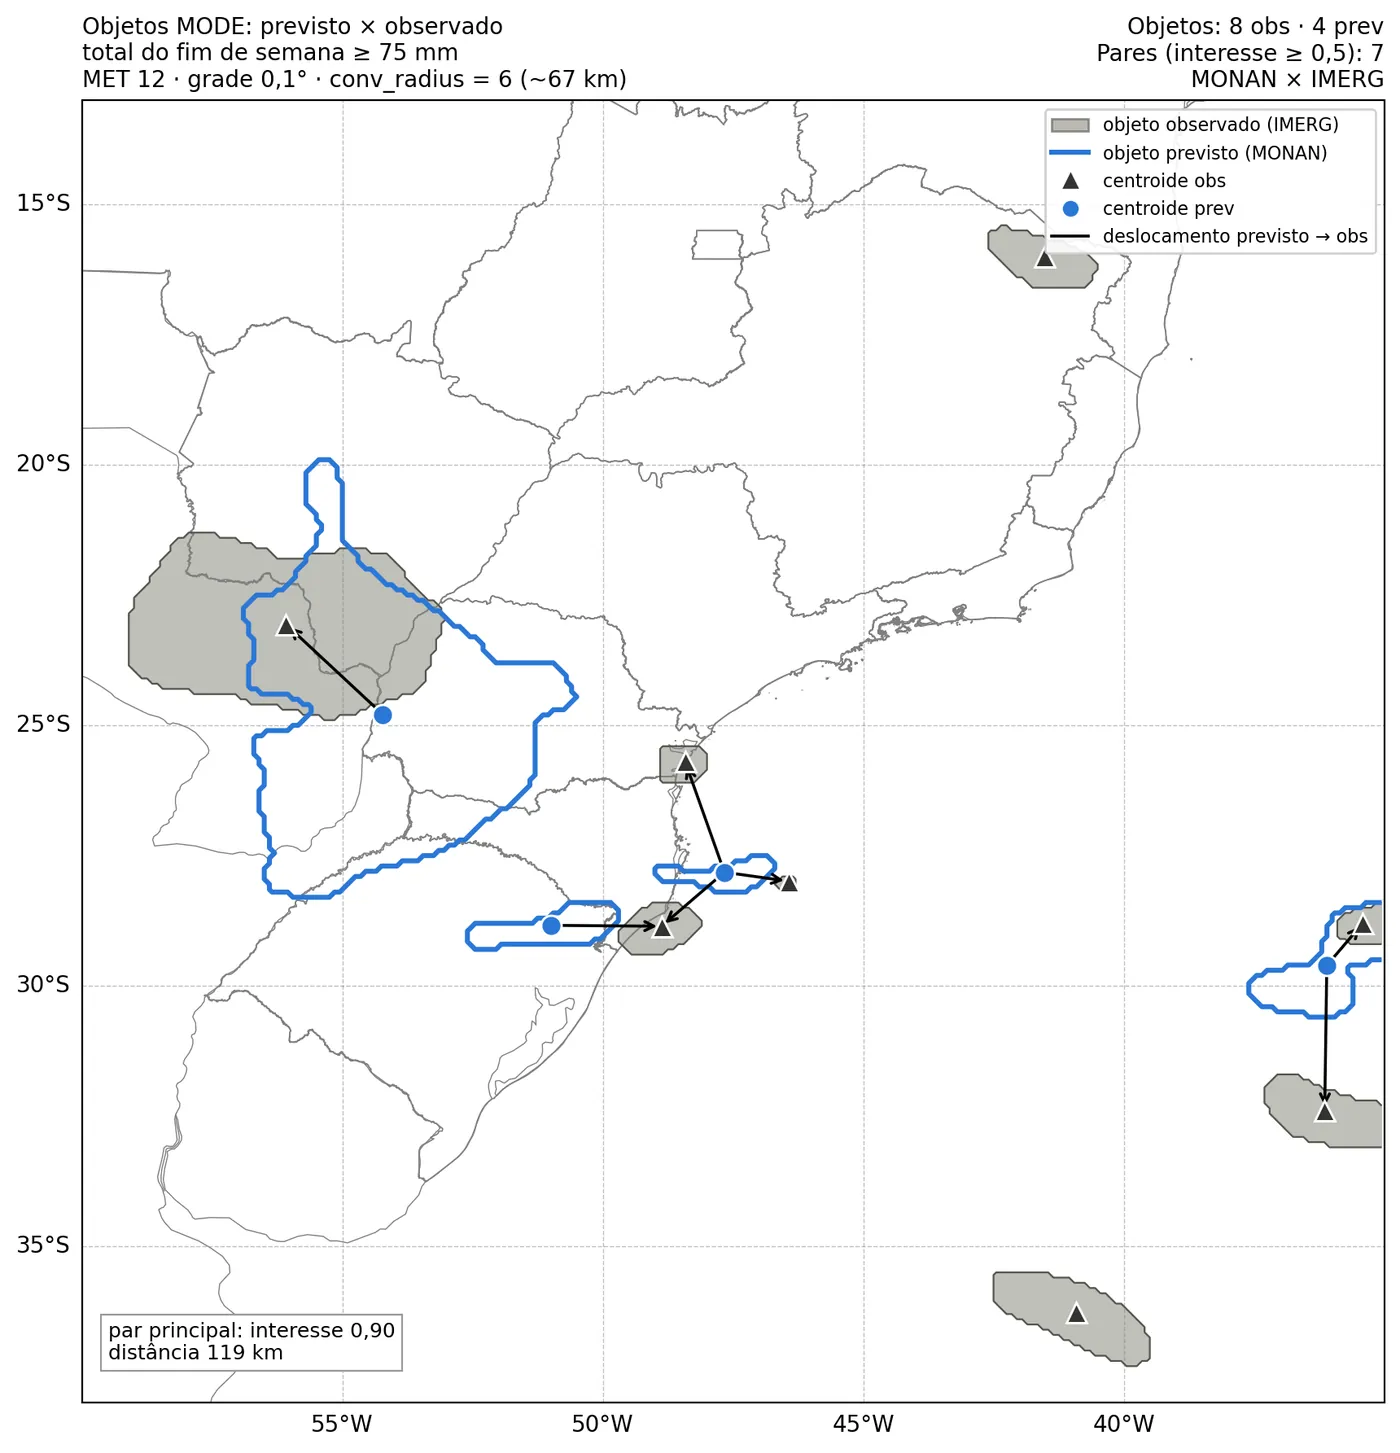 Objetos MODE: previsto × observado
total do fim de semana ≥ 75 mm
MET 12 · grade 0,1° · conv_radius = 6 (~67 km)
Objetos: 8 obs · 4 prev
Pares (interesse ≥ 0,5): 7
MONAN × IMERG
objeto observado (IMERG)
objeto previsto (MONAN)
centroide obs
centroide prev
deslocamento previsto → obs
15°S
20°S
25°S
30°S
35°S
par principal: interesse 0,90
distância 119 km
55°W
50°W
45°W
40°W